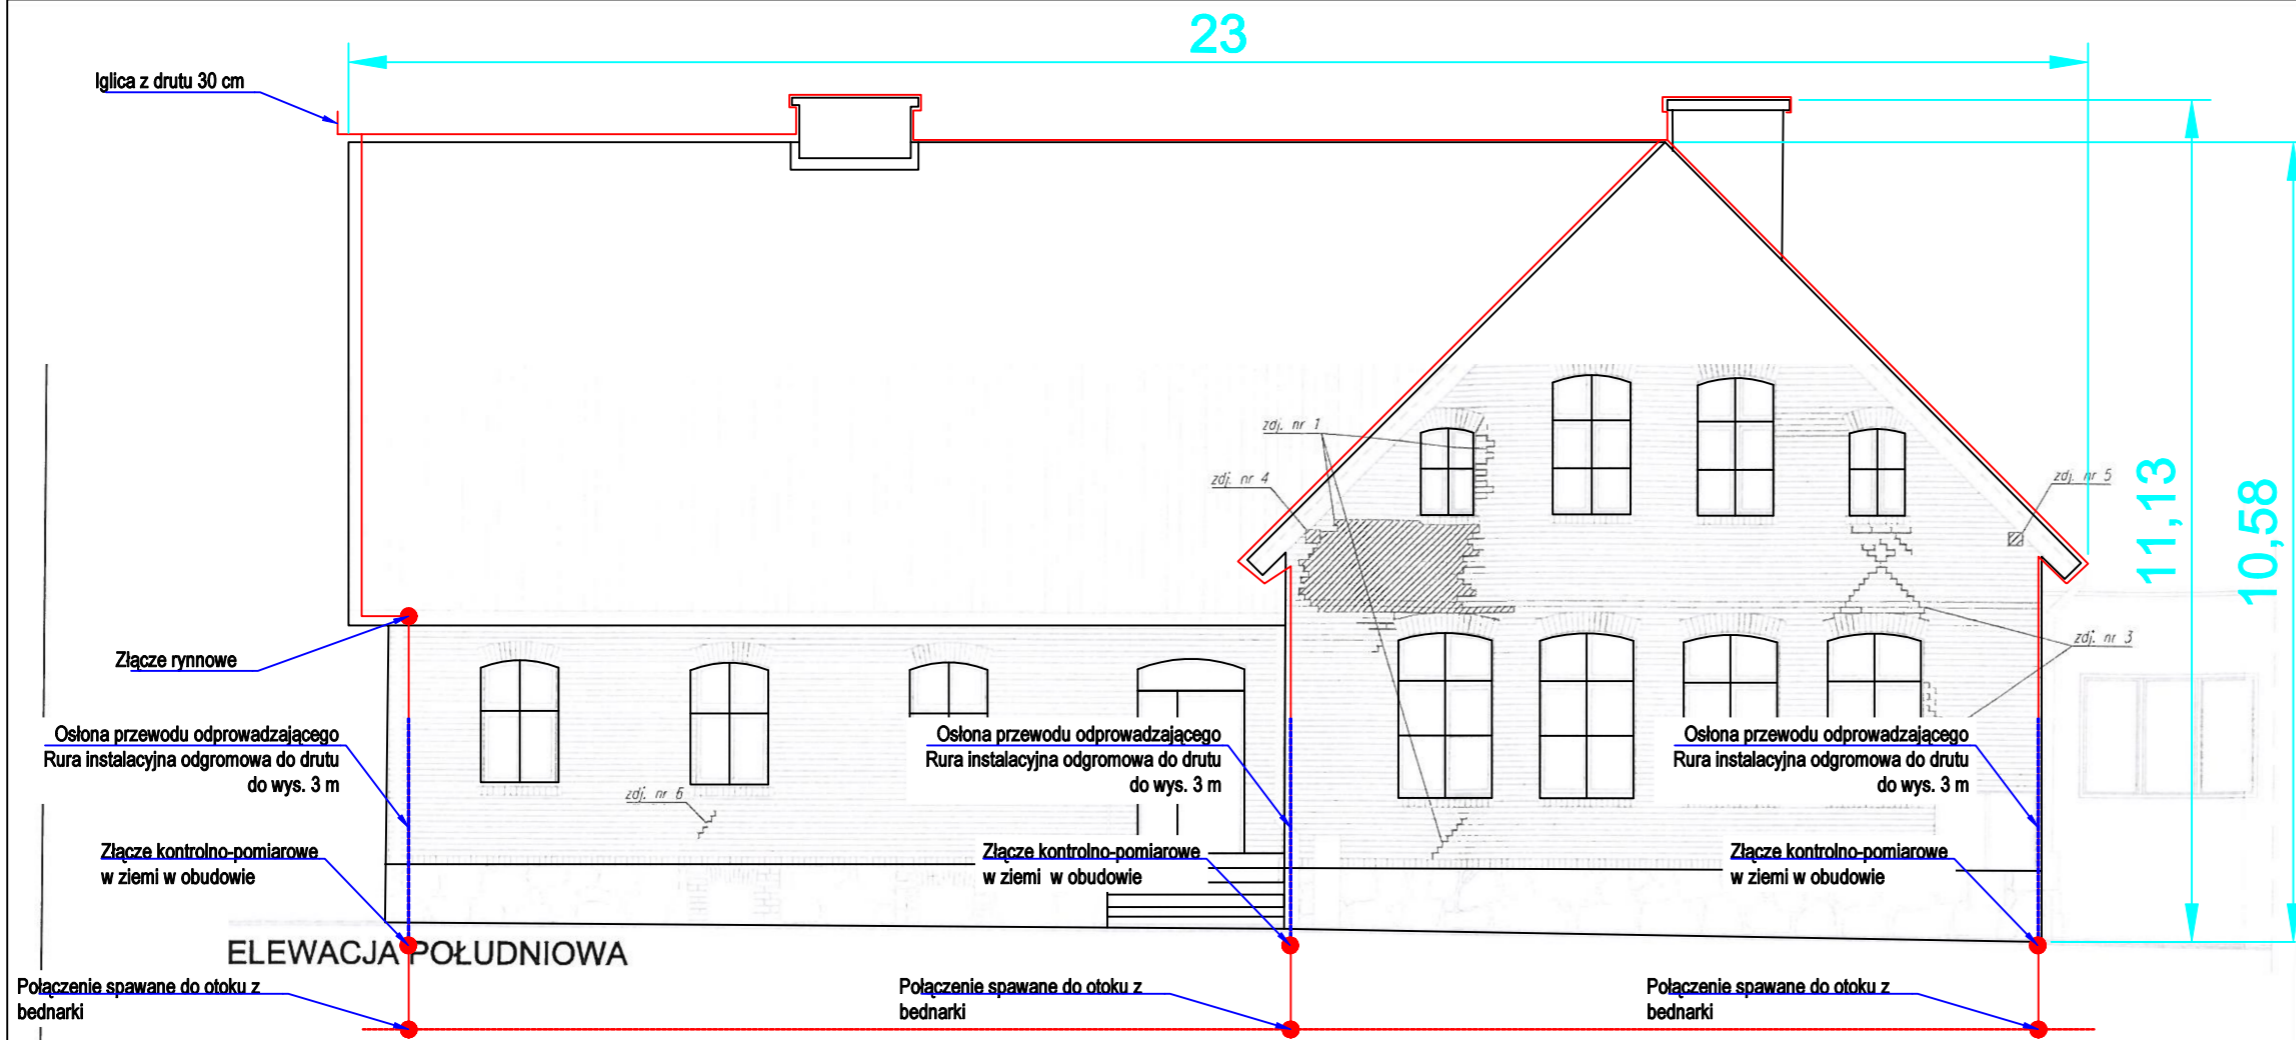 23
Iglica z drutu 30 cm
zdj. nr 1
zdj. nr 4
zdj. nr 5
11,13
10,58
zdj. nr 3
Złącze rynnowe
Osłona przewodu odprowadzającego
Rura instalacyjna odgromowa do drutu
do wys. 3 m
Osłona przewodu odprowadzającego
Rura instalacyjna odgromowa do drutu
do wys. 3 m
Osłona przewodu odprowadzającego
Rura instalacyjna odgromowa do drutu
do wys. 3 m
zdj. nr 6
Złącze kontrolno-pomiarowe
w ziemi w obudowie
Złącze kontrolno-pomiarowe
w ziemi w obudowie
Złącze kontrolno-pomiarowe
w ziemi w obudowie
ELEWACJA POŁUDNIOWA
Połączenie spawane do otoku z
bednarki
Połączenie spawane do otoku z
bednarki
Połączenie spawane do otoku z
bednarki